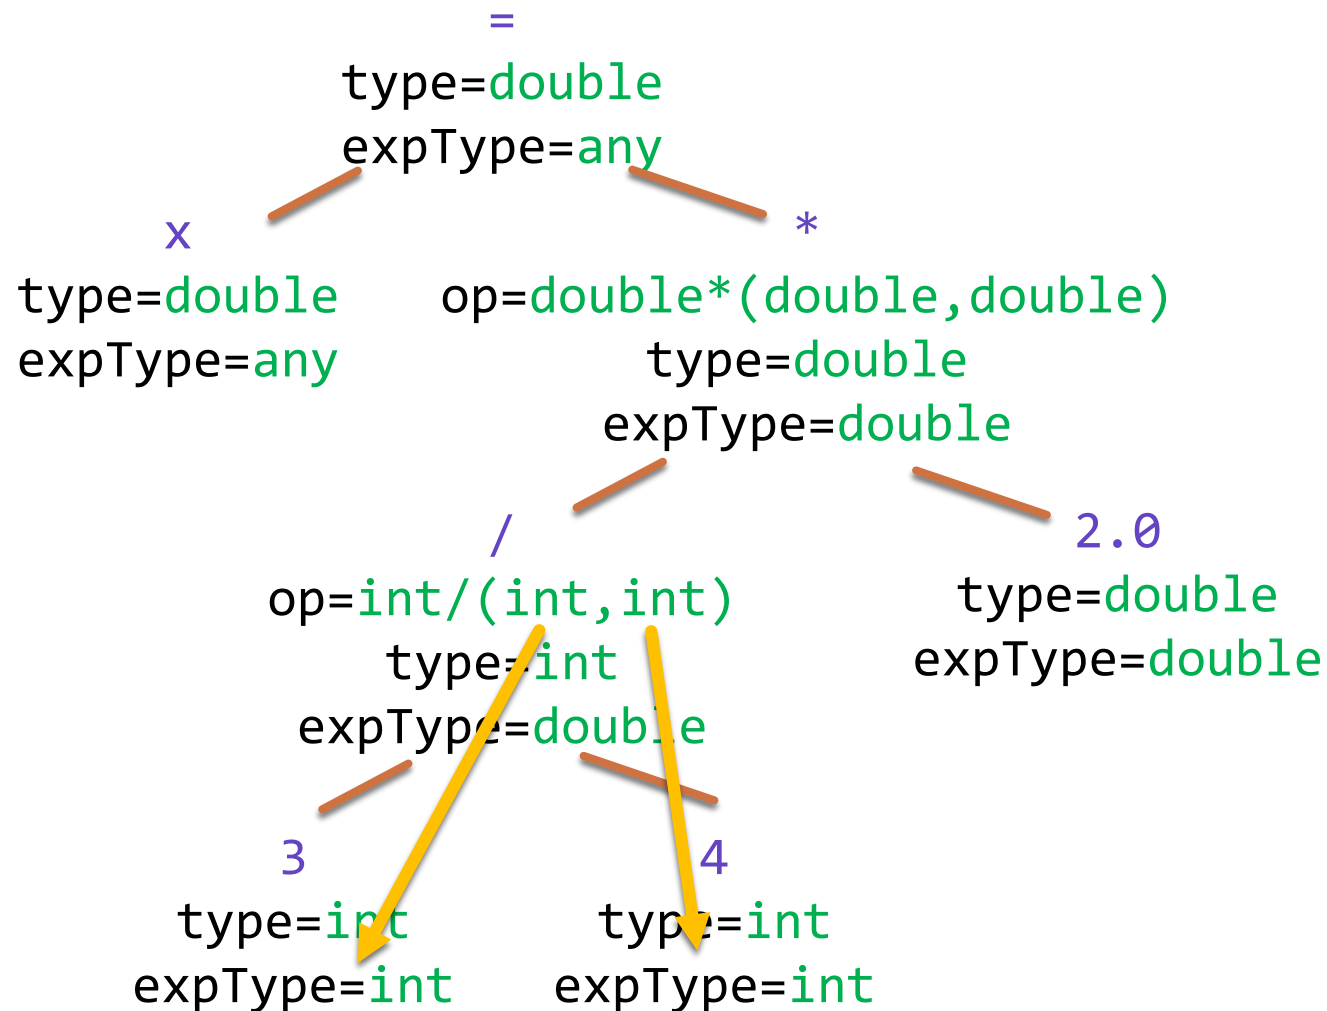 =
type=double
expType=any
x
type=double
expType=any
*
op=double*(double,double)
type=double
expType=double
/
op=int/(int,int)
type=int
expType=double
2.0
type=double
expType=double
3
type=int
expType=int
4
type=int
expType=int